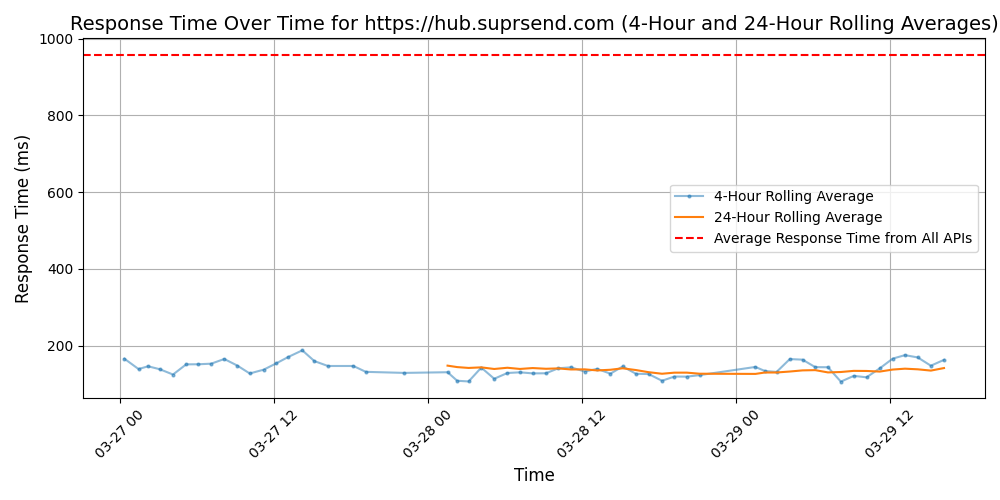 Response Time Over Time for https://hub.suprsend.com (4-Hour and 24-Hour Rolling Averages)
1000
800
600
400
200
Response Time (ms)
4-Hour Rolling Average
24-Hour Rolling Average
Average Response Time from All APIs
03-27 00
03-27 12
03-28 00
03-28 12
03-29 00
03-29 12
Time